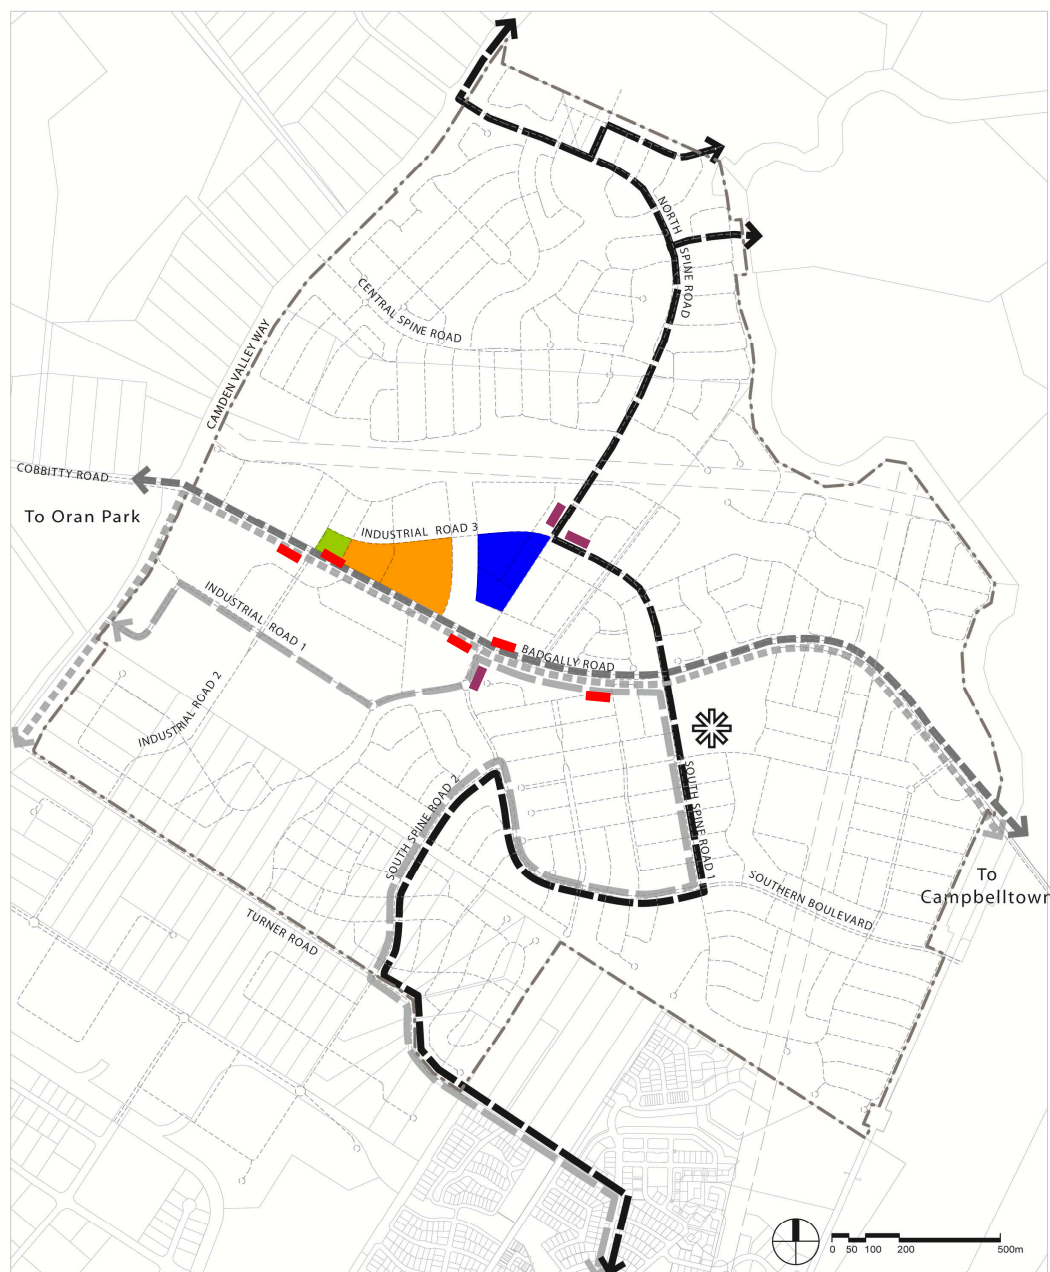 NORTH SPINE ROAD
CENTRAL SPINE ROAD
CAMDEN VALLEY WAY
COBBITTY ROAD
To Oran Park
INDUSTRIAL ROAD 3
INDUSTRIAL ROAD 1
BADGALLY ROAD
INDUSTRIAL ROAD 2
SOUTH SPINE ROAD 2
SOUTH SPINE ROAD 1
To
Campbelltown
SOUTHERN BOULEVARD
TURNER ROAD
0 50 100 200 500m